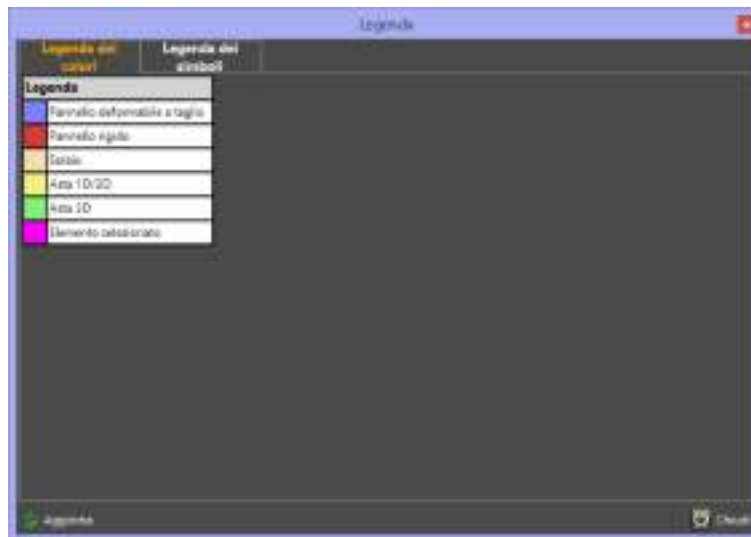 Legenda
Legenda dei
colori
Legenda dei
simboli
Legenda
Pannello deformabile a taglio
Pannello rigido
Solaio
Asta 1D/2D
Asta 3D
Elemento selezionato
Aggiorna
Chiudi